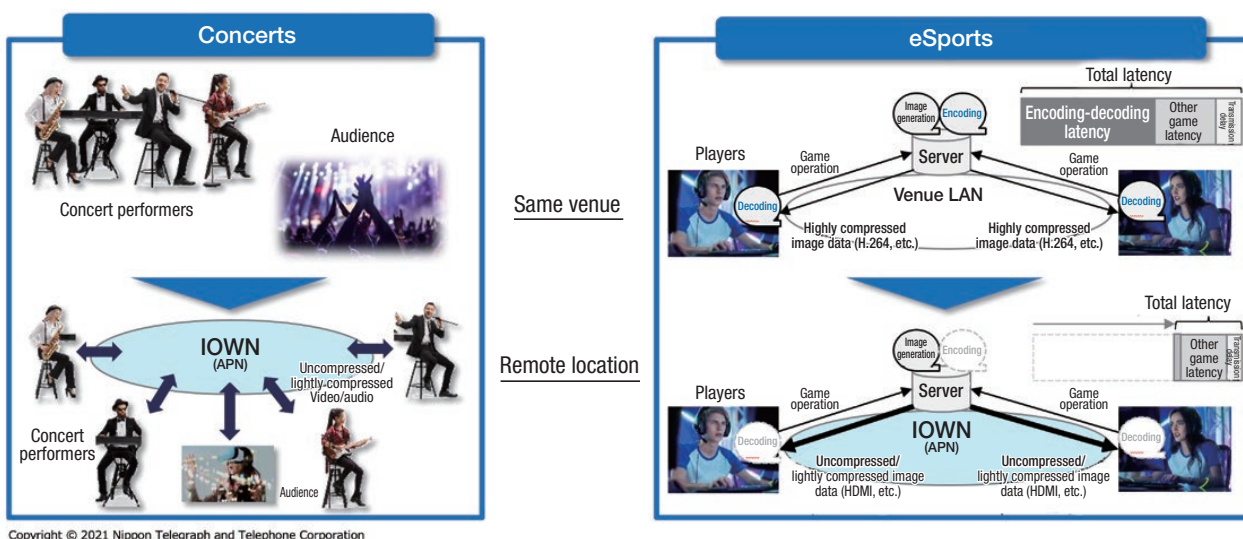 Concerts
Concert performers
Audience
IOWN
(APN)
Uncompressed/
lightly-compressed
Video/audio
Concert
performers
Audience
Same venue
Remote location
eSports
Total latency
Encoding-decoding
latency
Other
game
latency
Transmission
delay
Image
generation
Encoding
Server
Players
Game
operation
Game
operation
Decoding
Decoding
Venue LAN
Highly compressed
image data (H.264, etc.)
Highly compressed
image data (H.264, etc.)
Total latency
Other
game
latency
Transmission
delay
Image
generation
Encoding
Server
Players
Game
operation
Game
operation
Decoding
Decoding
IOWN
(APN)
Uncompressed/
lightly compressed image
data (HDMI, etc.)
Uncompressed/
lightly compressed image
data (HDMI, etc.)
Copyright © 2021 Nippon Telegraph and Telephone Corporation